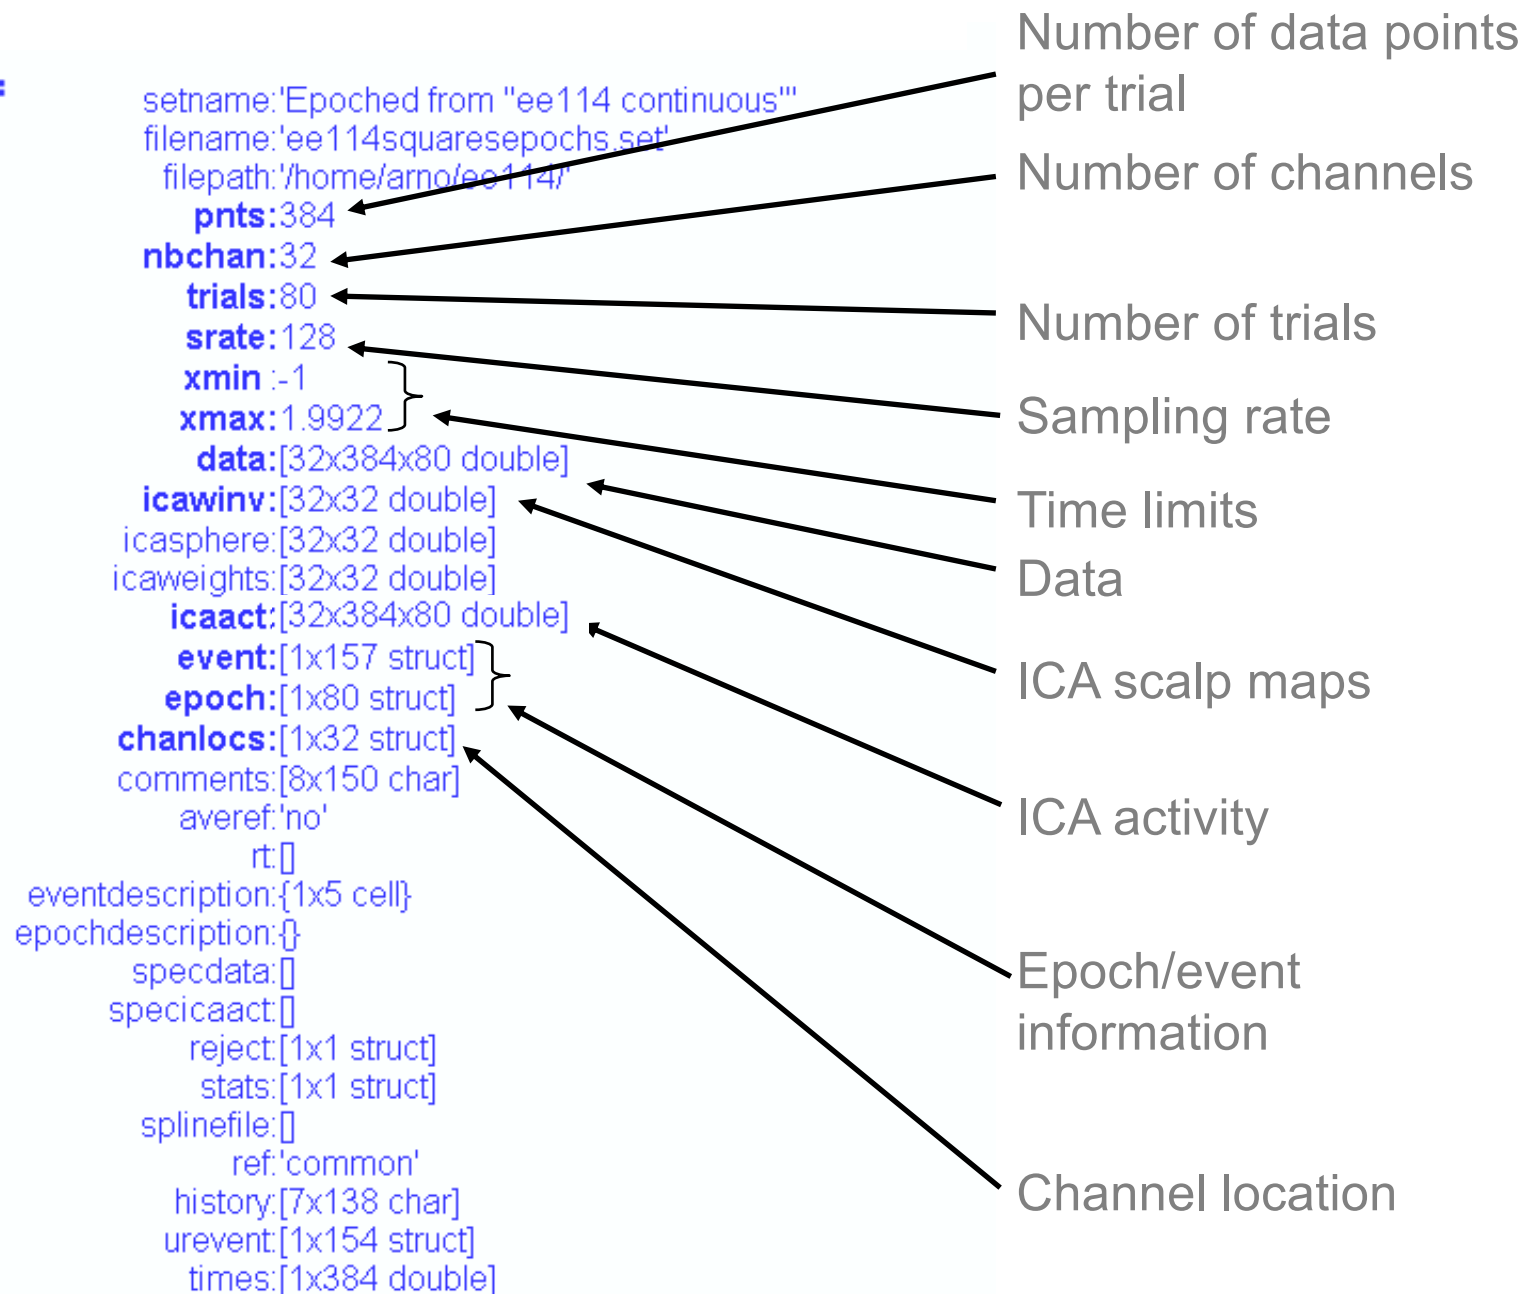 setname:'Epoched from "ee114 continuous"'
filename:'ee114squaresepochs.set'
filepath:'/home/arno/ee114/'
pnts:384
nbchan:32
trials:80
srate:128
xmin :-1
xmax:1.9922
data:[32x384x80 double]
icawinv:[32x32 double]
icasphere:[32x32 double]
icaweights:[32x32 double]
icaact:[32x384x80 double]
event:[1x157 struct]
epoch:[1x80 struct]
chanlocs:[1x32 struct]
comments:[8x150 char]
averef:'no'
rt:[]
eventdescription:{1x5 cell}
epochdescription:{}
specdata:[]
specicaact:[]
reject:[1x1 struct]
stats:[1x1 struct]
splinefile:[]
ref:'common'
history:[7x138 char]
urevent:[1x154 struct]
times:[1x384 double]
Number of data points
per trial
Number of channels
Number of trials
Sampling rate
Time limits
Data
ICA scalp maps
ICA activity
Epoch/event
information
Channel location